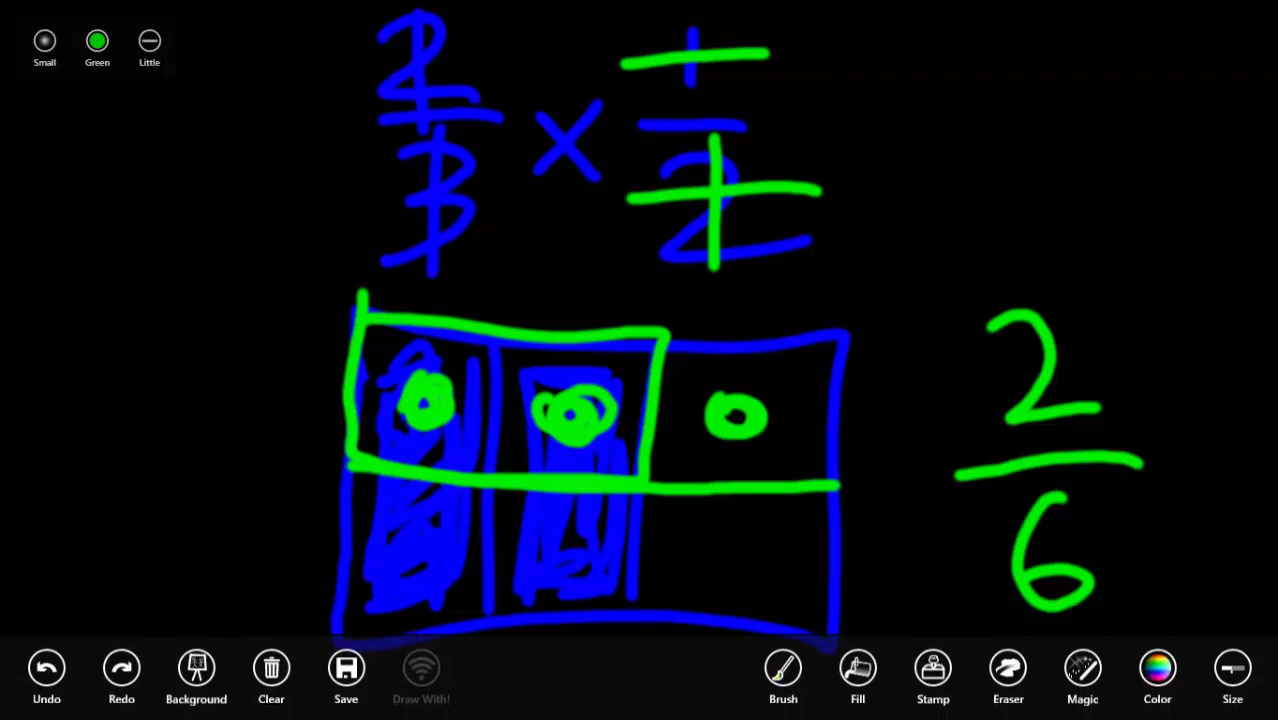 Small Green Little
2/3 × 1/2
2/6
Undo Redo Background Clear Save Draw With! Brush Fill Stamp Eraser Magic Color Size